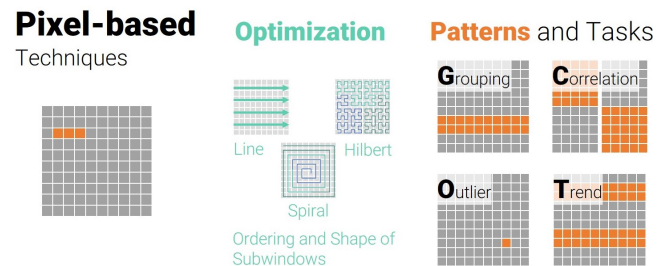 Pixel-based
Techniques
Optimization
Line
Hilbert
Spiral
Ordering and Shape of
Subwindows
Patterns and Tasks
Grouping
Correlation
Outlier
Trend